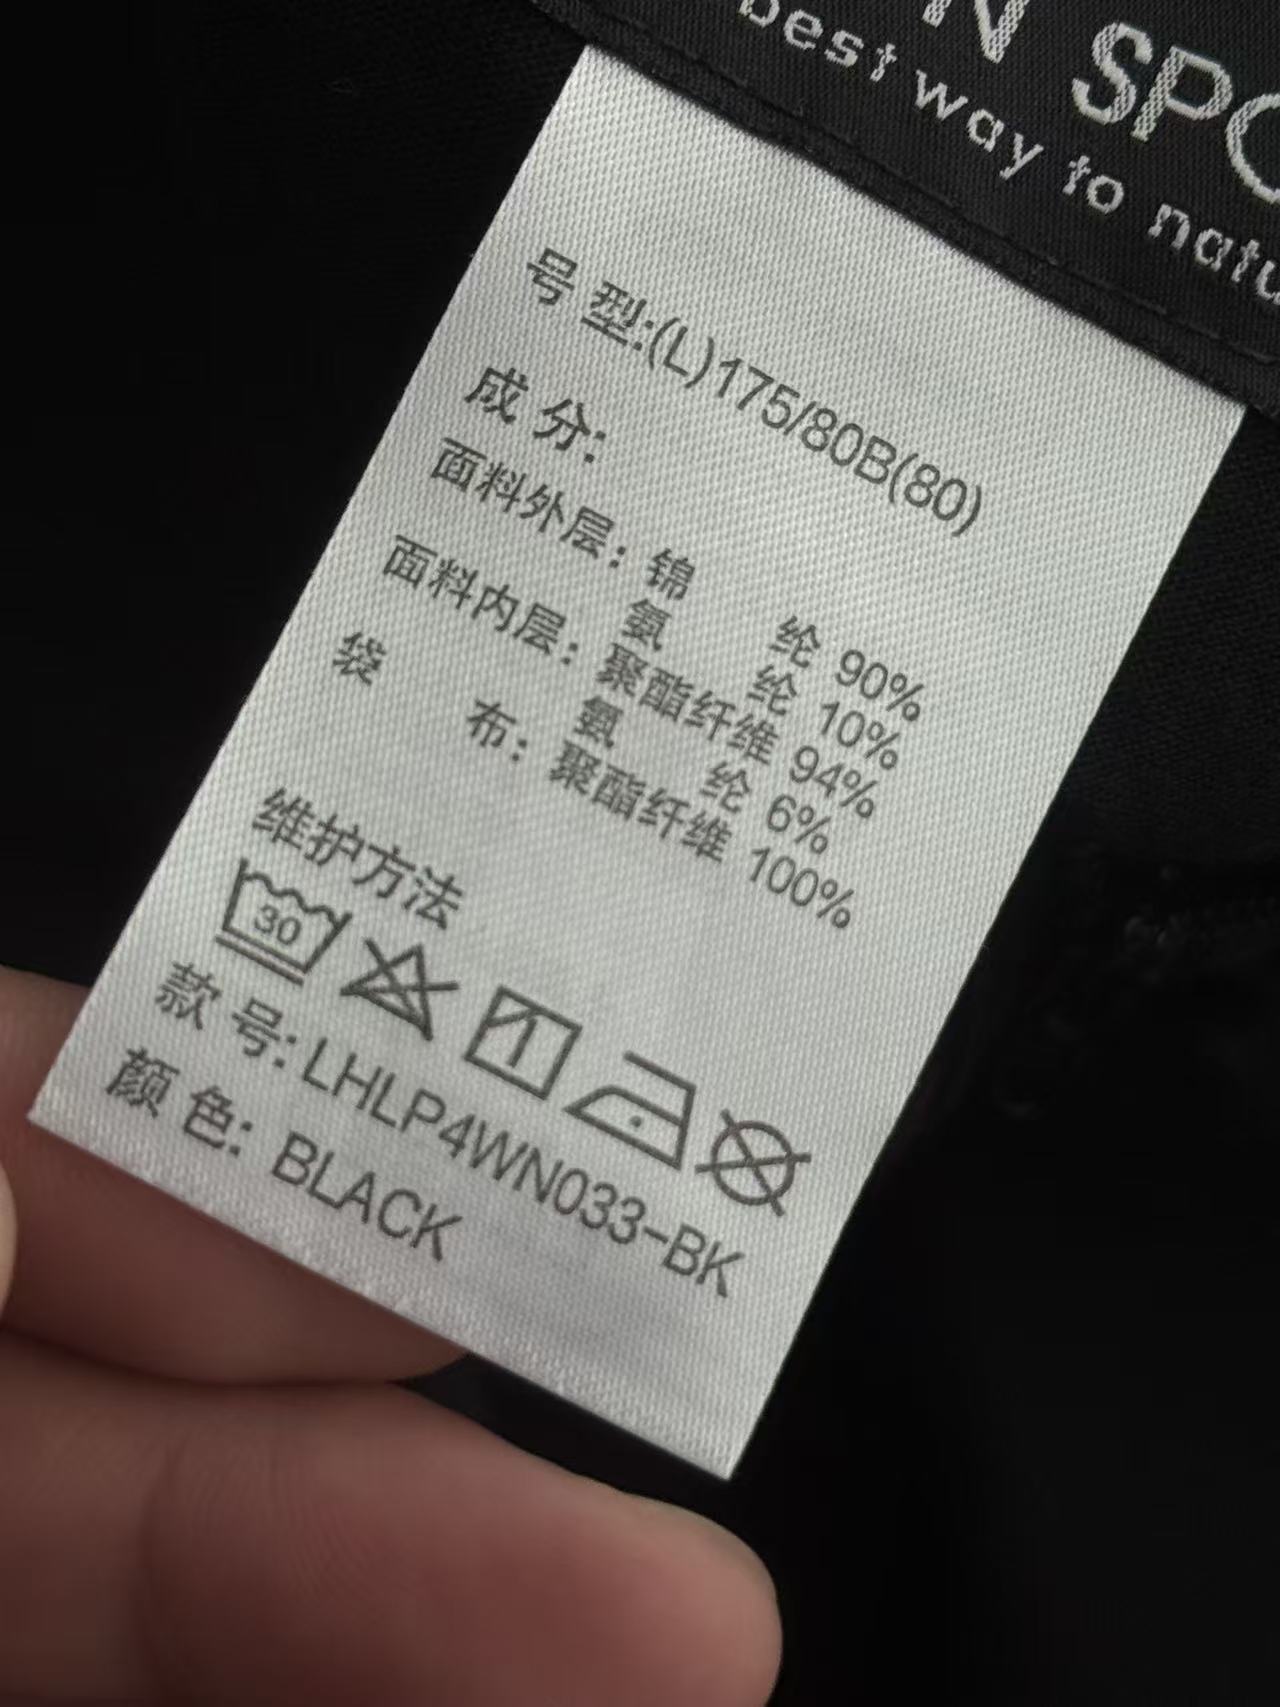 N SPO
best way to natu
号 型:(L)175/80B(80)
成 分:
面料外层: 锦 纶 90%
氨 纶 10%
面料内层: 聚酯纤维 94%
氨 纶 6%
袋 布: 聚酯纤维 100%
维护方法
30
款 号: LHLP4WN033-BK
颜 色: BLACK